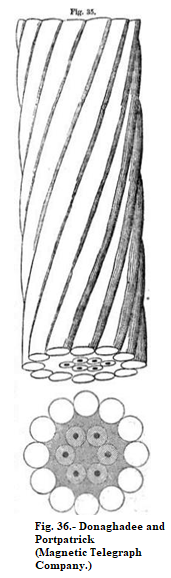 Fig. 35.
Fig. 36.- Donaghadee and
Portpatrick
(Magnetic Telegraph
Company.)